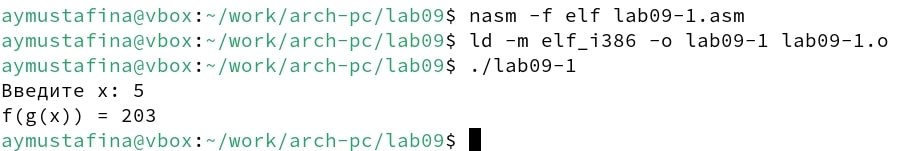 aymustafina@vbox:~/work/arch-pc/lab09$ nasm -f elf lab09-1.asm
aymustafina@vbox:~/work/arch-pc/lab09$ ld -m elf_i386 -o lab09-1 lab09-1.o
aymustafina@vbox:~/work/arch-pc/lab09$ ./lab09-1
Введите x: 5
f(g(x)) = 203
aymustafina@vbox:~/work/arch-pc/lab09$